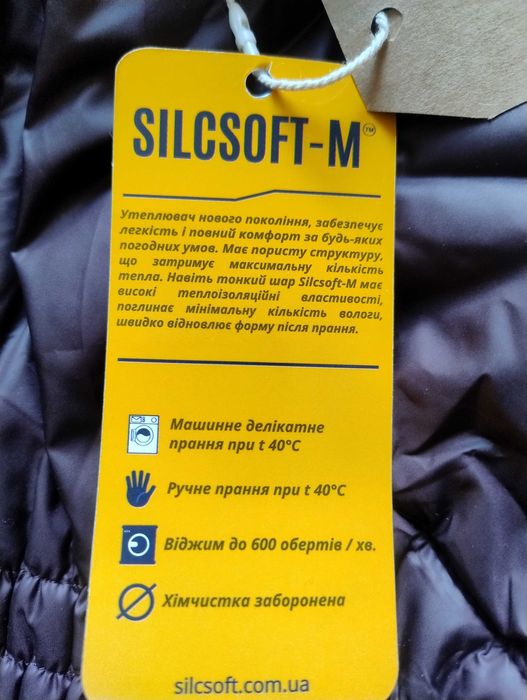 SILCSOFT-M™
Утеплювач нового покоління, забезпечує
легкість і повний комфорт за будь-яких
погодних умов. Має пористу структуру,
що затримує максимальну кількість
тепла. Навіть тонкий шар Silcsoft-M має
високі теплоізоляційні властивості,
поглинає мінімальну кількість вологи,
швидко відновлює форму після прання.
Машинне делікатне
прання при t 40°C
Ручне прання при t 40°C
Віджим до 600 обертів / хв.
Хімчистка заборонена
silcsoft.com.ua